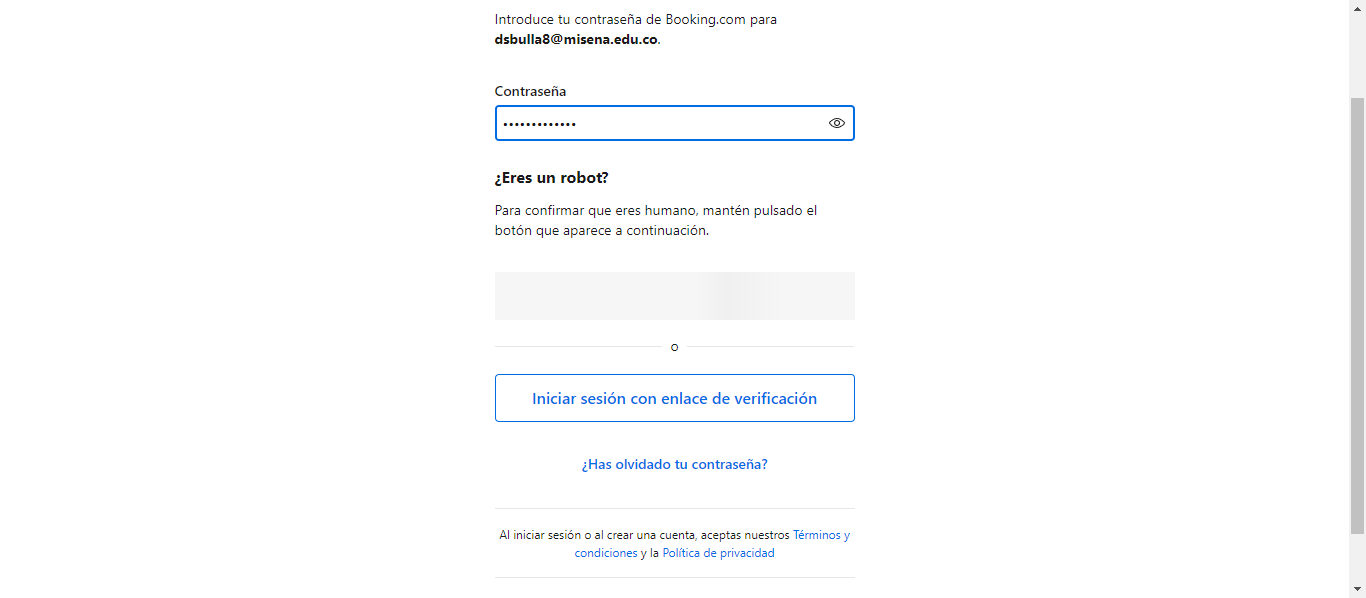 Introduce tu contraseña de Booking.com para
dsbulla8@misena.edu.co.
Contraseña
•••••••••••••
¿Eres un robot?
Para confirmar que eres humano, mantén pulsado el
botón que aparece a continuación.
o
Iniciar sesión con enlace de verificación
¿Has olvidado tu contraseña?
Al iniciar sesión o al crear una cuenta, aceptas nuestros Términos y
condiciones y la Política de privacidad